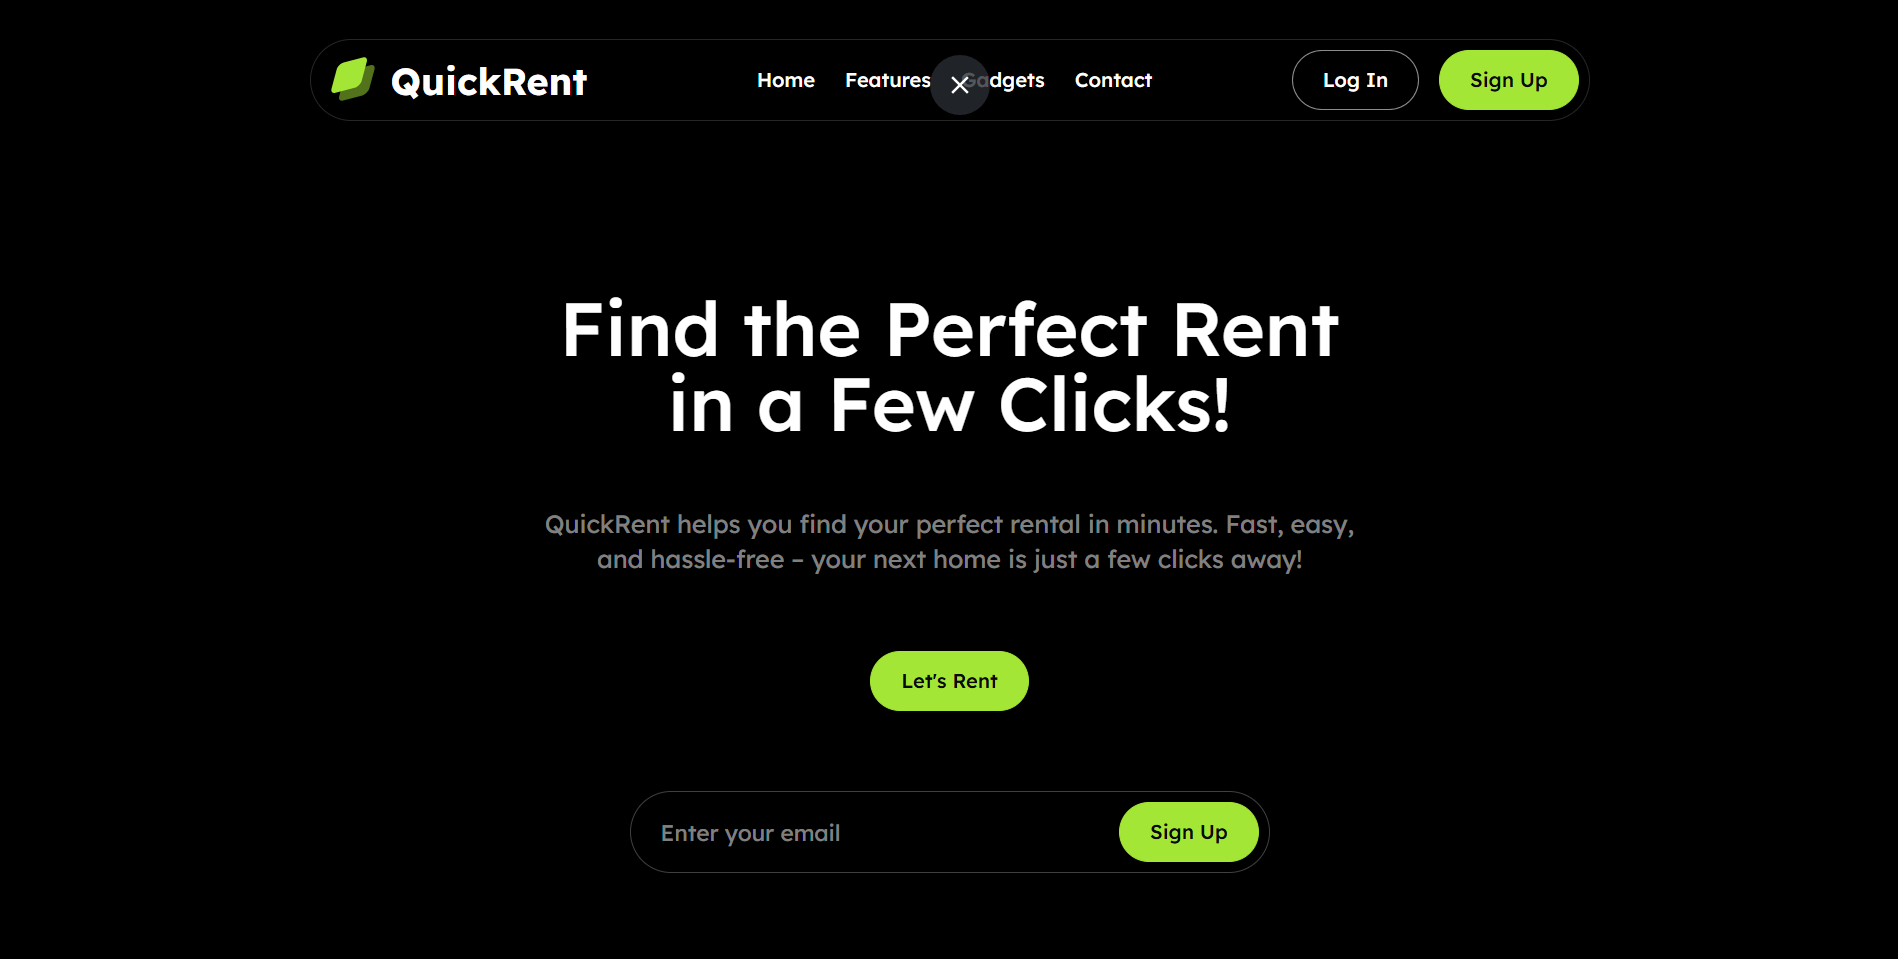 QuickRent
Home
Features
Gadgets
Contact
Log In
Sign Up
Find the Perfect Rent
in a Few Clicks!
QuickRent helps you find your perfect rental in minutes. Fast, easy,
and hassle-free – your next home is just a few clicks away!
Let's Rent
Enter your email
Sign Up